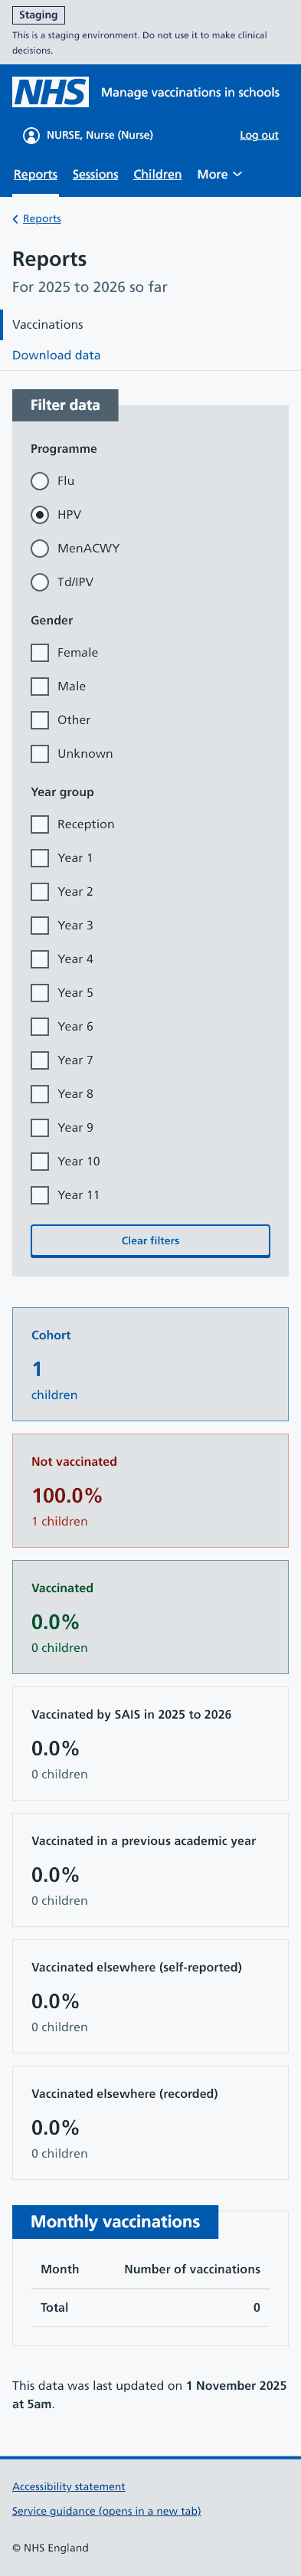 Staging
This is a staging environment. Do not use it to make clinical
decisions.
NHS
Manage vaccinations in schools
NURSE, Nurse (Nurse)
Log out
Reports
Sessions
Children
More
Reports
Reports
For 2025 to 2026 so far
Vaccinations
Download data
Filter data
Programme
Flu
HPV
MenACWY
Td/IPV
Gender
Female
Male
Other
Unknown
Year group
Reception
Year 1
Year 2
Year 3
Year 4
Year 5
Year 6
Year 7
Year 8
Year 9
Year 10
Year 11
Clear filters
Cohort
1
children
Not vaccinated
100.0%
1 children
Vaccinated
0.0%
0 children
Vaccinated by SAIS in 2025 to 2026
0.0%
0 children
Vaccinated in a previous academic year
0.0%
0 children
Vaccinated elsewhere (self-reported)
0.0%
0 children
Vaccinated elsewhere (recorded)
0.0%
0 children
Monthly vaccinations
Month Number of vaccinations
Total 0
This data was last updated on 1 November 2025
at 5am.
Accessibility statement
Service guidance (opens in a new tab)
© NHS England